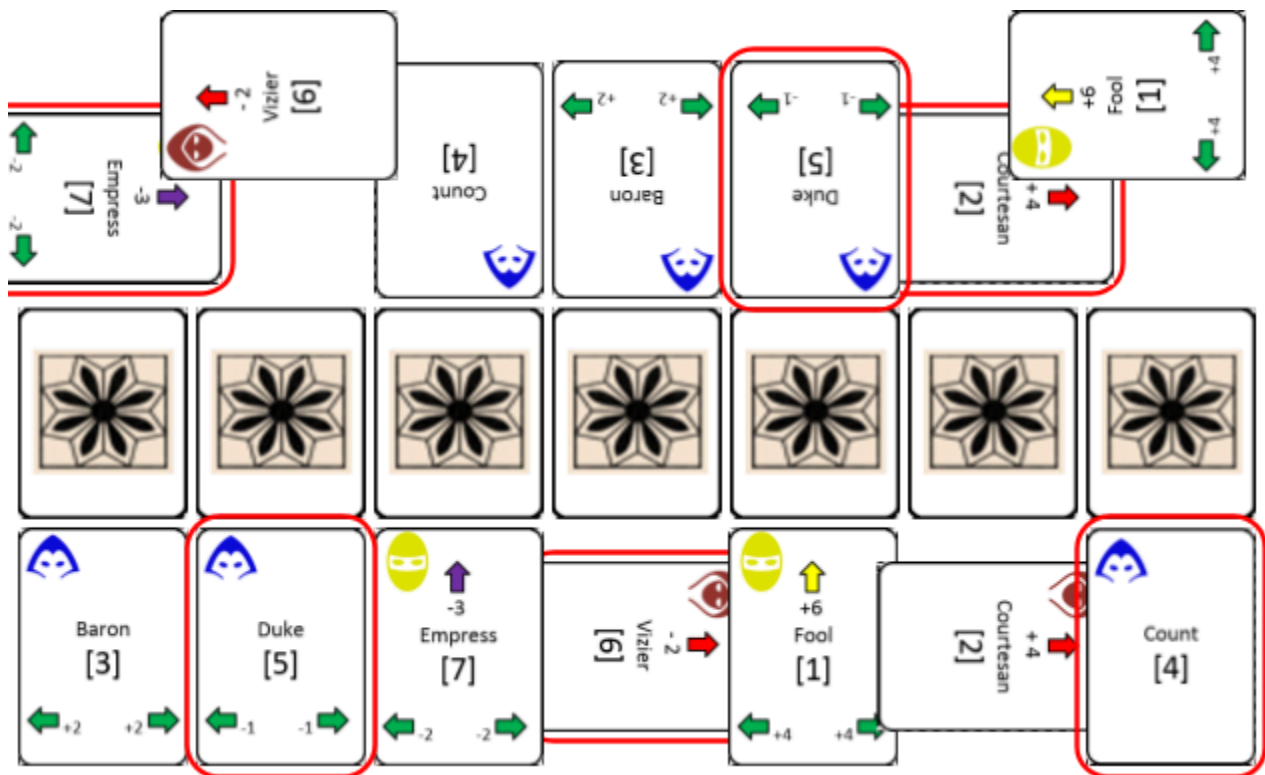 -3
Empress
[7]
-2 -2
- 2
Vizier
[6]
Count
[4]
Baron
[3]
+2 +2
Duke
[5]
-1 -1
+ 4
Courtesan
[2]
+6
Fool
[1]
+4 +4
Baron
[3]
+2 +2
Duke
[5]
-1 -1
-3
Empress
[7]
-2 -2
- 2
Vizier
[6]
+6
Fool
[1]
+4 +4
+ 4
Courtesan
[2]
Count
[4]